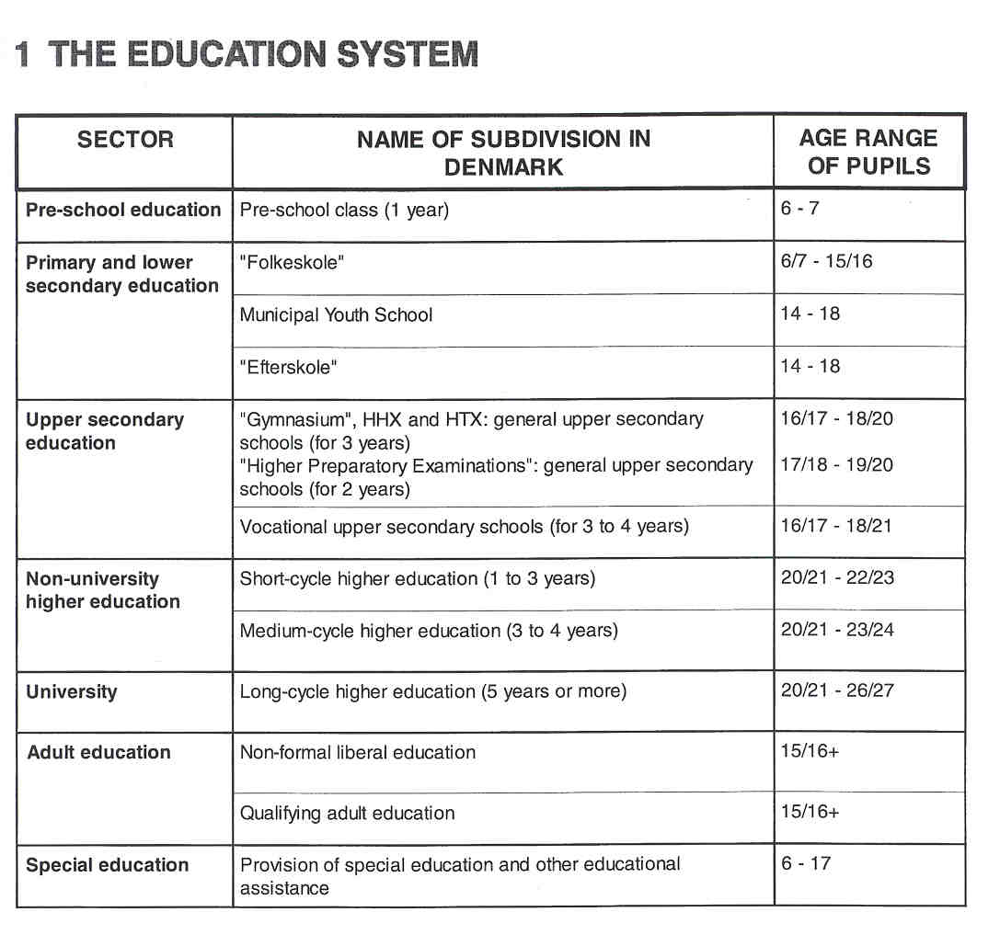 1 THE EDUCATION SYSTEM
SECTOR
NAME OF SUBDIVISION IN
DENMARK
AGE RANGE
OF PUPILS
Pre-school education
Pre-school class (1 year)
6 - 7
Primary and lower
secondary education
"Folkeskole"
6/7 - 15/16
Municipal Youth School
14 - 18
"Efterskole"
14 - 18
Upper secondary
education
"Gymnasium", HHX and HTX: general upper secondary
schools (for 3 years)
16/17 - 18/20
"Higher Preparatory Examinations": general upper secondary
schools (for 2 years)
17/18 - 19/20
Vocational upper secondary schools (for 3 to 4 years)
16/17 - 18/21
Non-university
higher education
Short-cycle higher education (1 to 3 years)
20/21 - 22/23
Medium-cycle higher education (3 to 4 years)
20/21 - 23/24
University
Long-cycle higher education (5 years or more)
20/21 - 26/27
Adult education
Non-formal liberal education
15/16+
Qualifying adult education
15/16+
Special education
Provision of special education and other educational
assistance
6 - 17